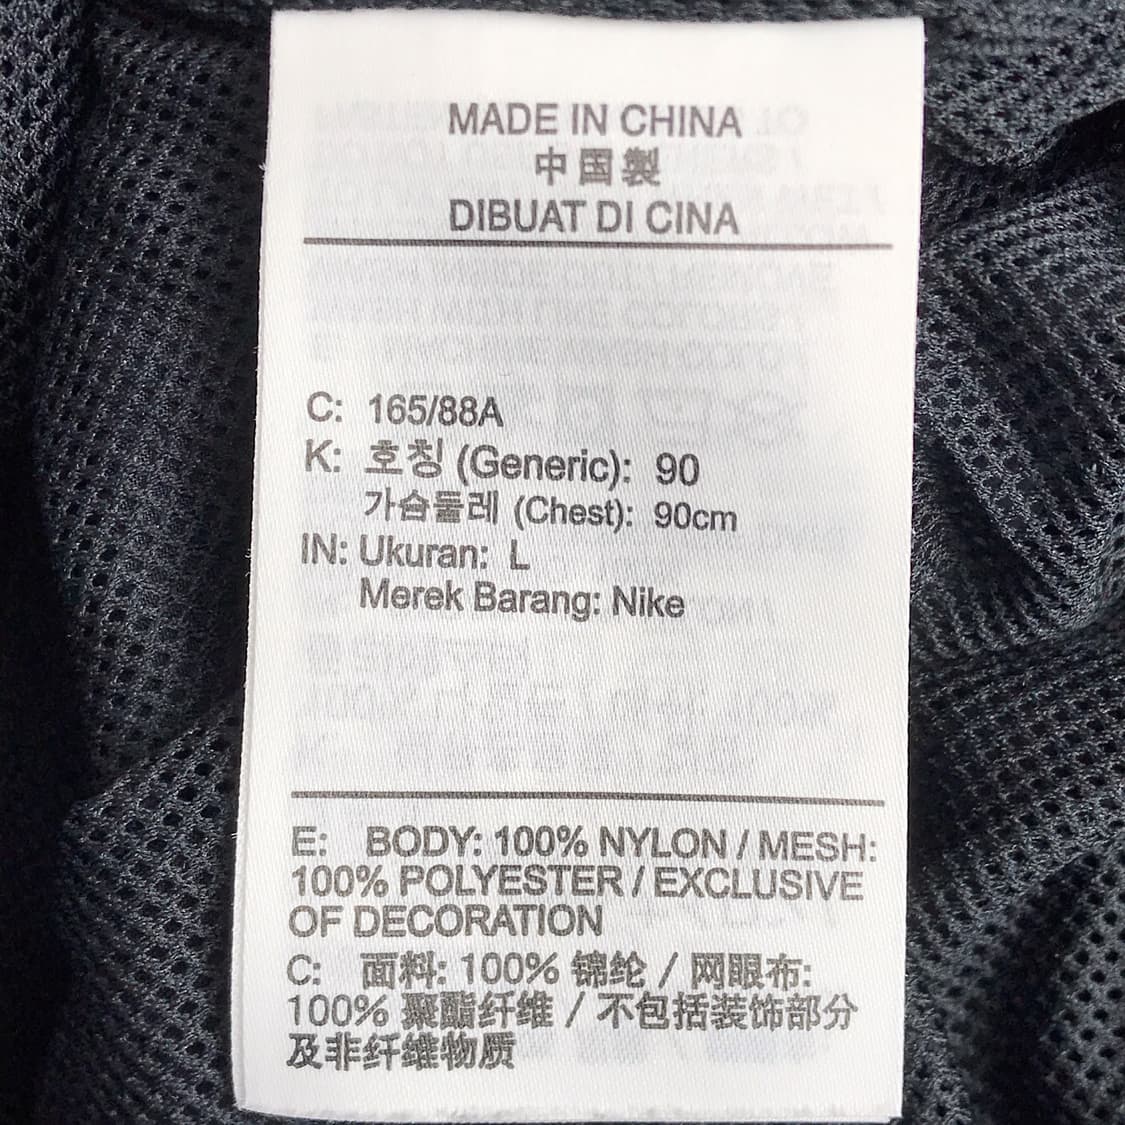 MADE IN CHINA
中国製
DIBUAT DI CINA
C: 165/88A
K: 호칭 (Generic): 90
가슴둘레 (Chest): 90cm
IN: Ukuran: L
Merek Barang: Nike
E: BODY: 100% NYLON / MESH:
100% POLYESTER / EXCLUSIVE
OF DECORATION
C: 面料: 100% 锦纶 / 网眼布:
100% 聚酯纤维 / 不包括装饰部分
及非纤维物质